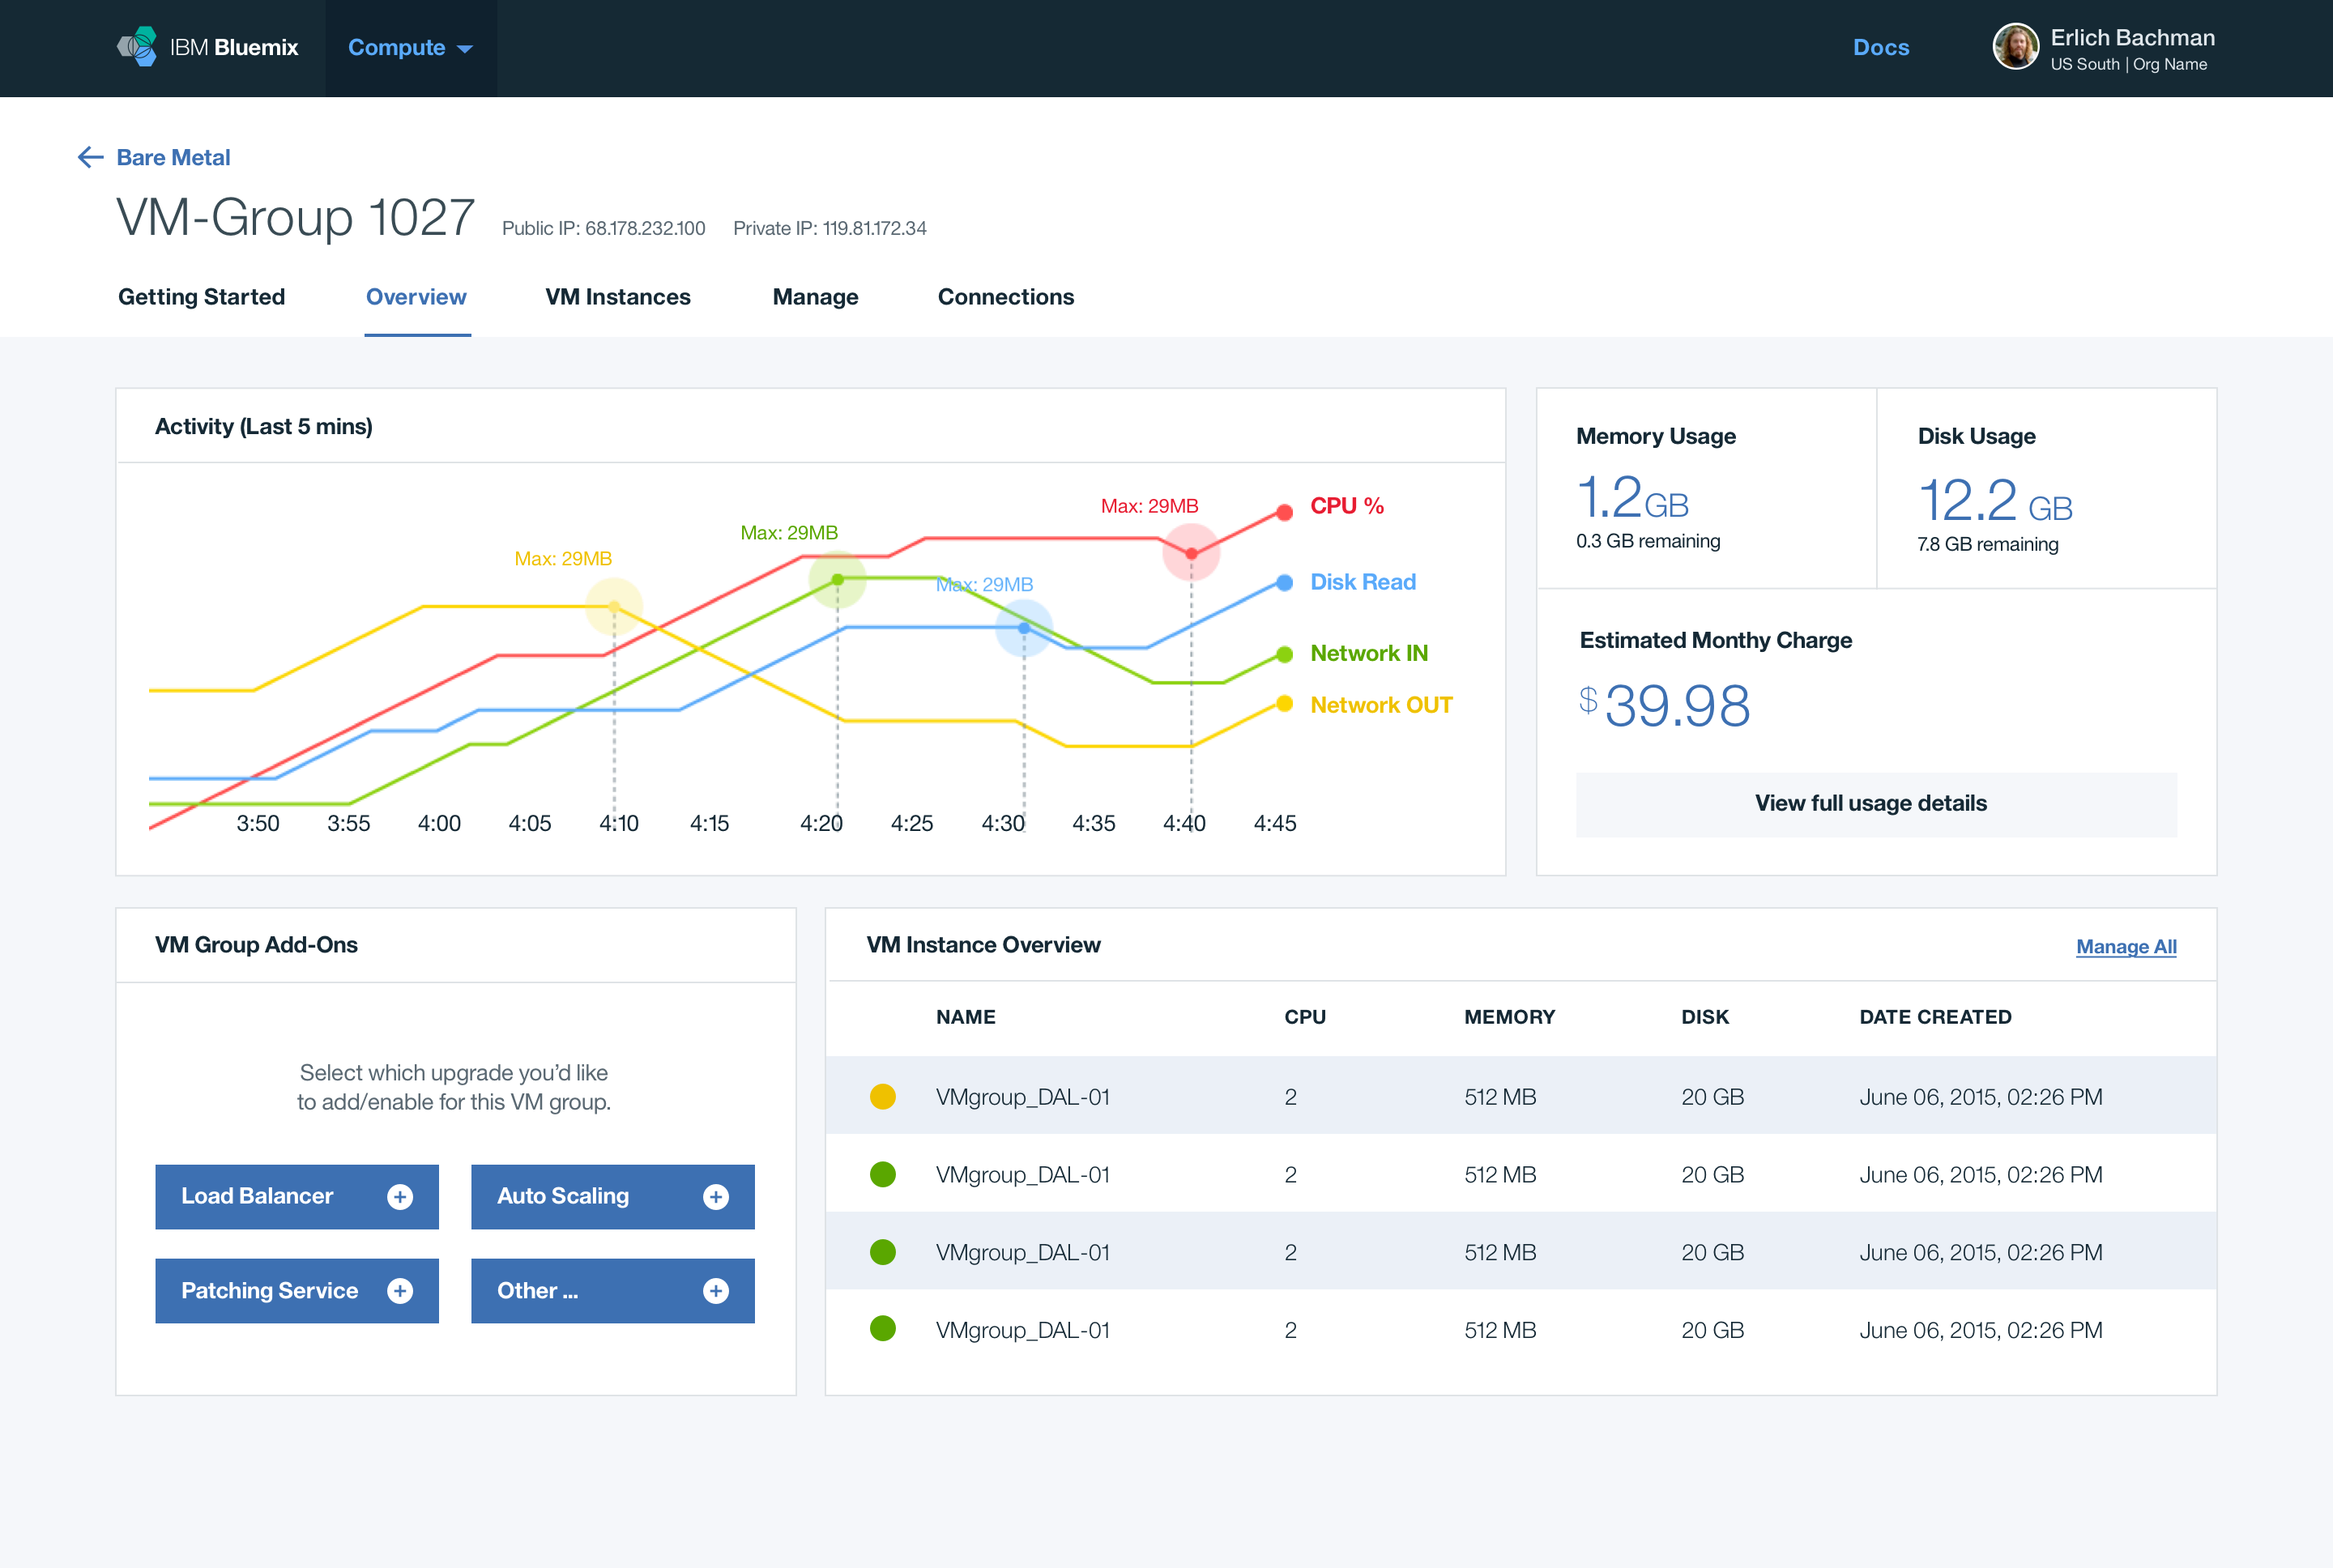 IBM Bluemix
Compute
Docs
Erlich Bachman
US South | Org Name
Bare Metal
VM-Group 1027
Public IP: 68.178.232.100
Private IP: 119.81.172.34
Getting Started
Overview
VM Instances
Manage
Connections
Activity (Last 5 mins)
Max: 29MB
Max: 29MB
Max: 29MB
Max: 29MB
CPU %
Disk Read
Network IN
Network OUT
3:50
3:55
4:00
4:05
4:10
4:15
4:20
4:25
4:30
4:35
4:40
4:45
Memory Usage
1.2GB
0.3 GB remaining
Disk Usage
12.2 GB
7.8 GB remaining
Estimated Monthy Charge
$39.98
View full usage details
VM Group Add-Ons
Select which upgrade you’d like
to add/enable for this VM group.
Load Balancer
Auto Scaling
Patching Service
Other ...
VM Instance Overview
Manage All
NAME CPU MEMORY DISK DATE CREATED
VMgroup_DAL-01 2 512 MB 20 GB June 06, 2015, 02:26 PM
VMgroup_DAL-01 2 512 MB 20 GB June 06, 2015, 02:26 PM
VMgroup_DAL-01 2 512 MB 20 GB June 06, 2015, 02:26 PM
VMgroup_DAL-01 2 512 MB 20 GB June 06, 2015, 02:26 PM